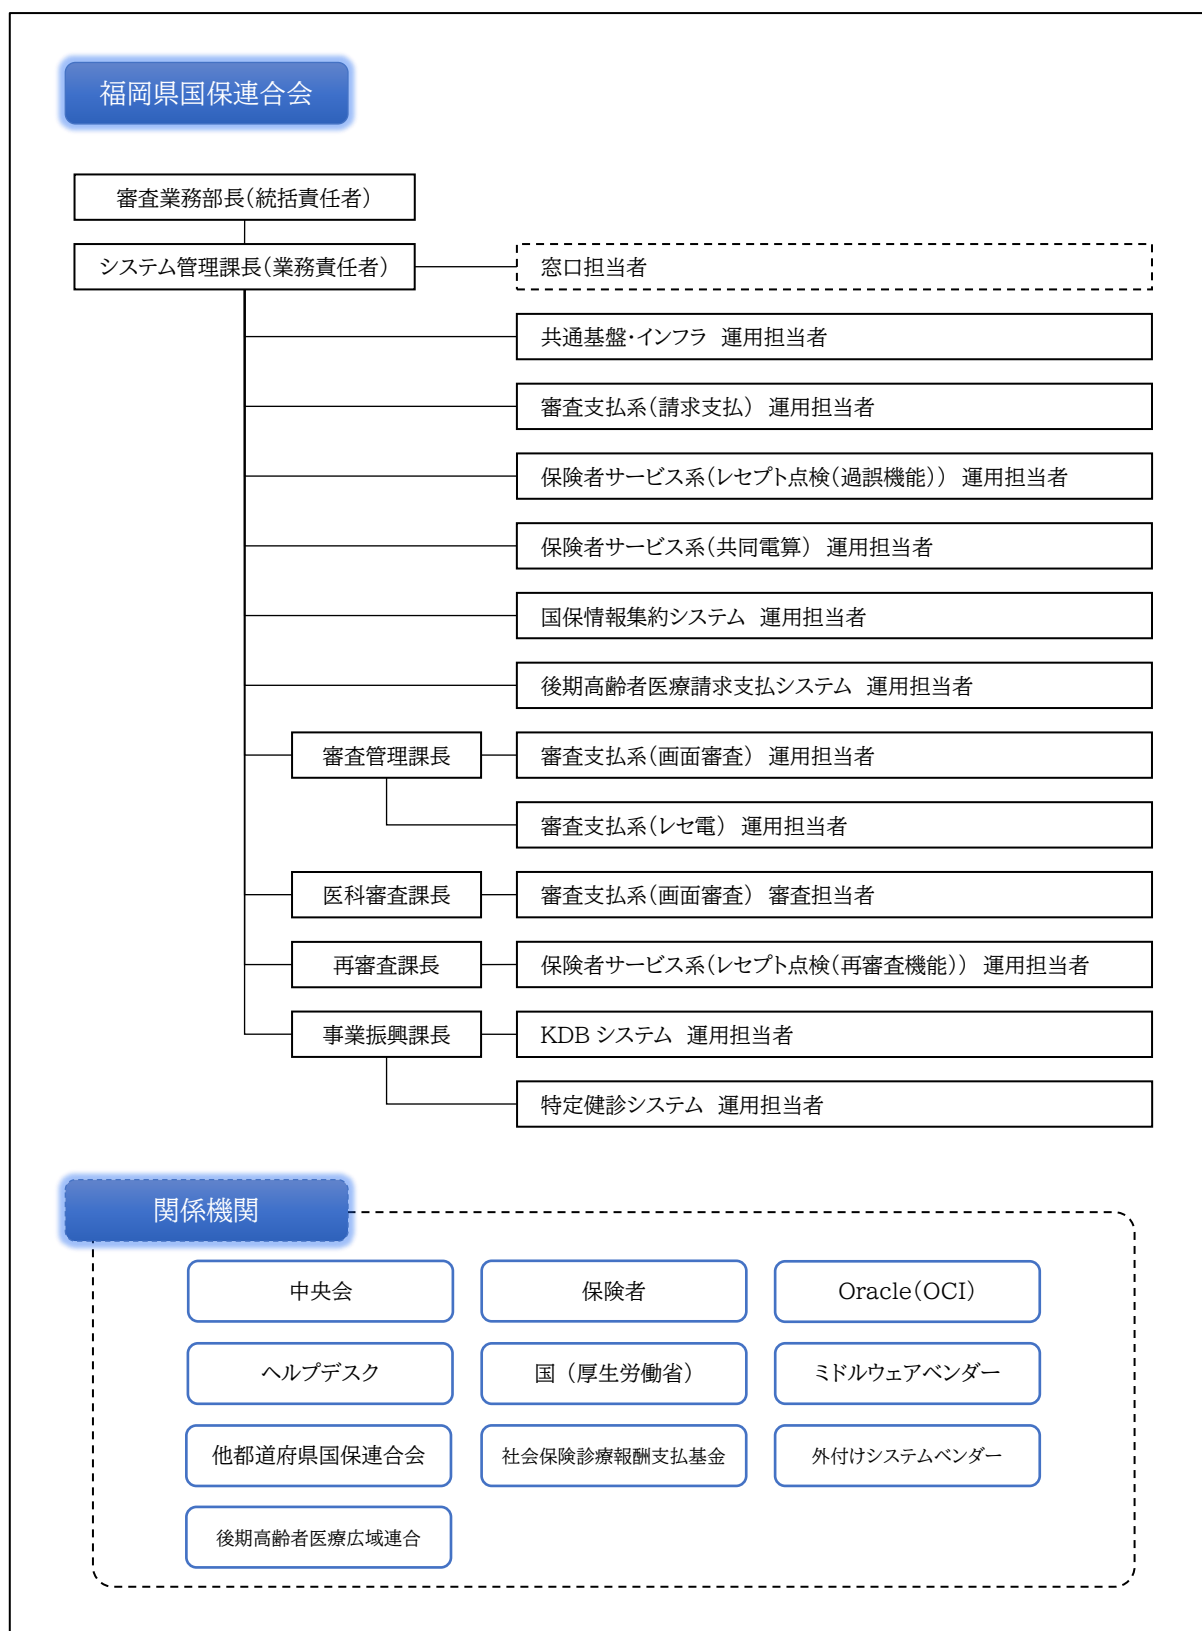 福岡県国保連合会
審査業務部長（統括責任者）
システム管理課長（業務責任者）
窓口担当者
共通基盤・インフラ　運用担当者
審査支払系（請求支払）　運用担当者
保険者サービス系（レセプト点検（過誤機能））　運用担当者
保険者サービス系（共同電算）　運用担当者
国保情報集約システム　運用担当者
後期高齢者医療請求支払システム　運用担当者
審査管理課長
審査支払系（画面審査）　運用担当者
審査支払系（レセ電）　運用担当者
医科審査課長
審査支払系（画面審査）　審査担当者
再審査課長
保険者サービス系（レセプト点検（再審査機能））　運用担当者
事業振興課長
KDB システム　運用担当者
特定健診システム　運用担当者
関係機関
中央会
保険者
Oracle（OCI）
ヘルプデスク
国（厚生労働省）
ミドルウェアベンダー
他都道府県国保連合会
社会保険診療報酬支払基金
外付けシステムベンダー
後期高齢者医療広域連合